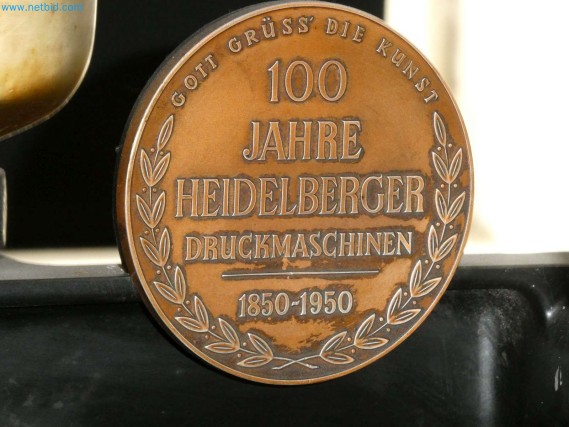 © www.netbid.com
GOTT GRÜSS' DIE KUNST
100
JAHRE
HEIDELBERGER
DRUCKMASCHINEN
1850-1950